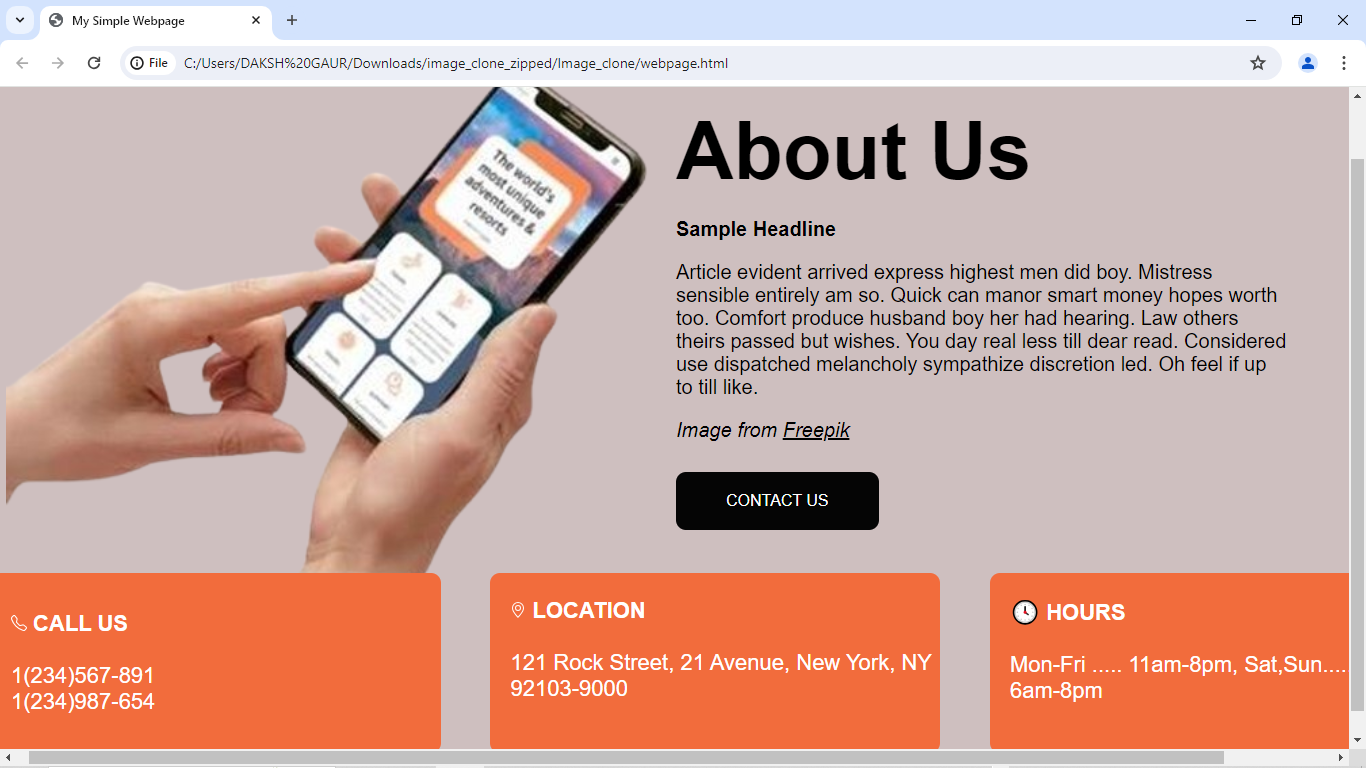 My Simple Webpage
File
C:/Users/DAKSH%20GAUR/Downloads/image_clone_zipped/Image_clone/webpage.html
The world's
most unique
adventures &
resorts
About Us
Sample Headline
Article evident arrived express highest men did boy. Mistress
sensible entirely am so. Quick can manor smart money hopes worth
too. Comfort produce husband boy her had hearing. Law others
theirs passed but wishes. You day real less till dear read. Considered
use dispatched melancholy sympathize discretion led. Oh feel if up
to till like.
Image from Freepik
CONTACT US
CALL US
1(234)567-891
1(234)987-654
LOCATION
121 Rock Street, 21 Avenue, New York, NY
92103-9000
HOURS
Mon-Fri ..... 11am-8pm, Sat,Sun....
6am-8pm